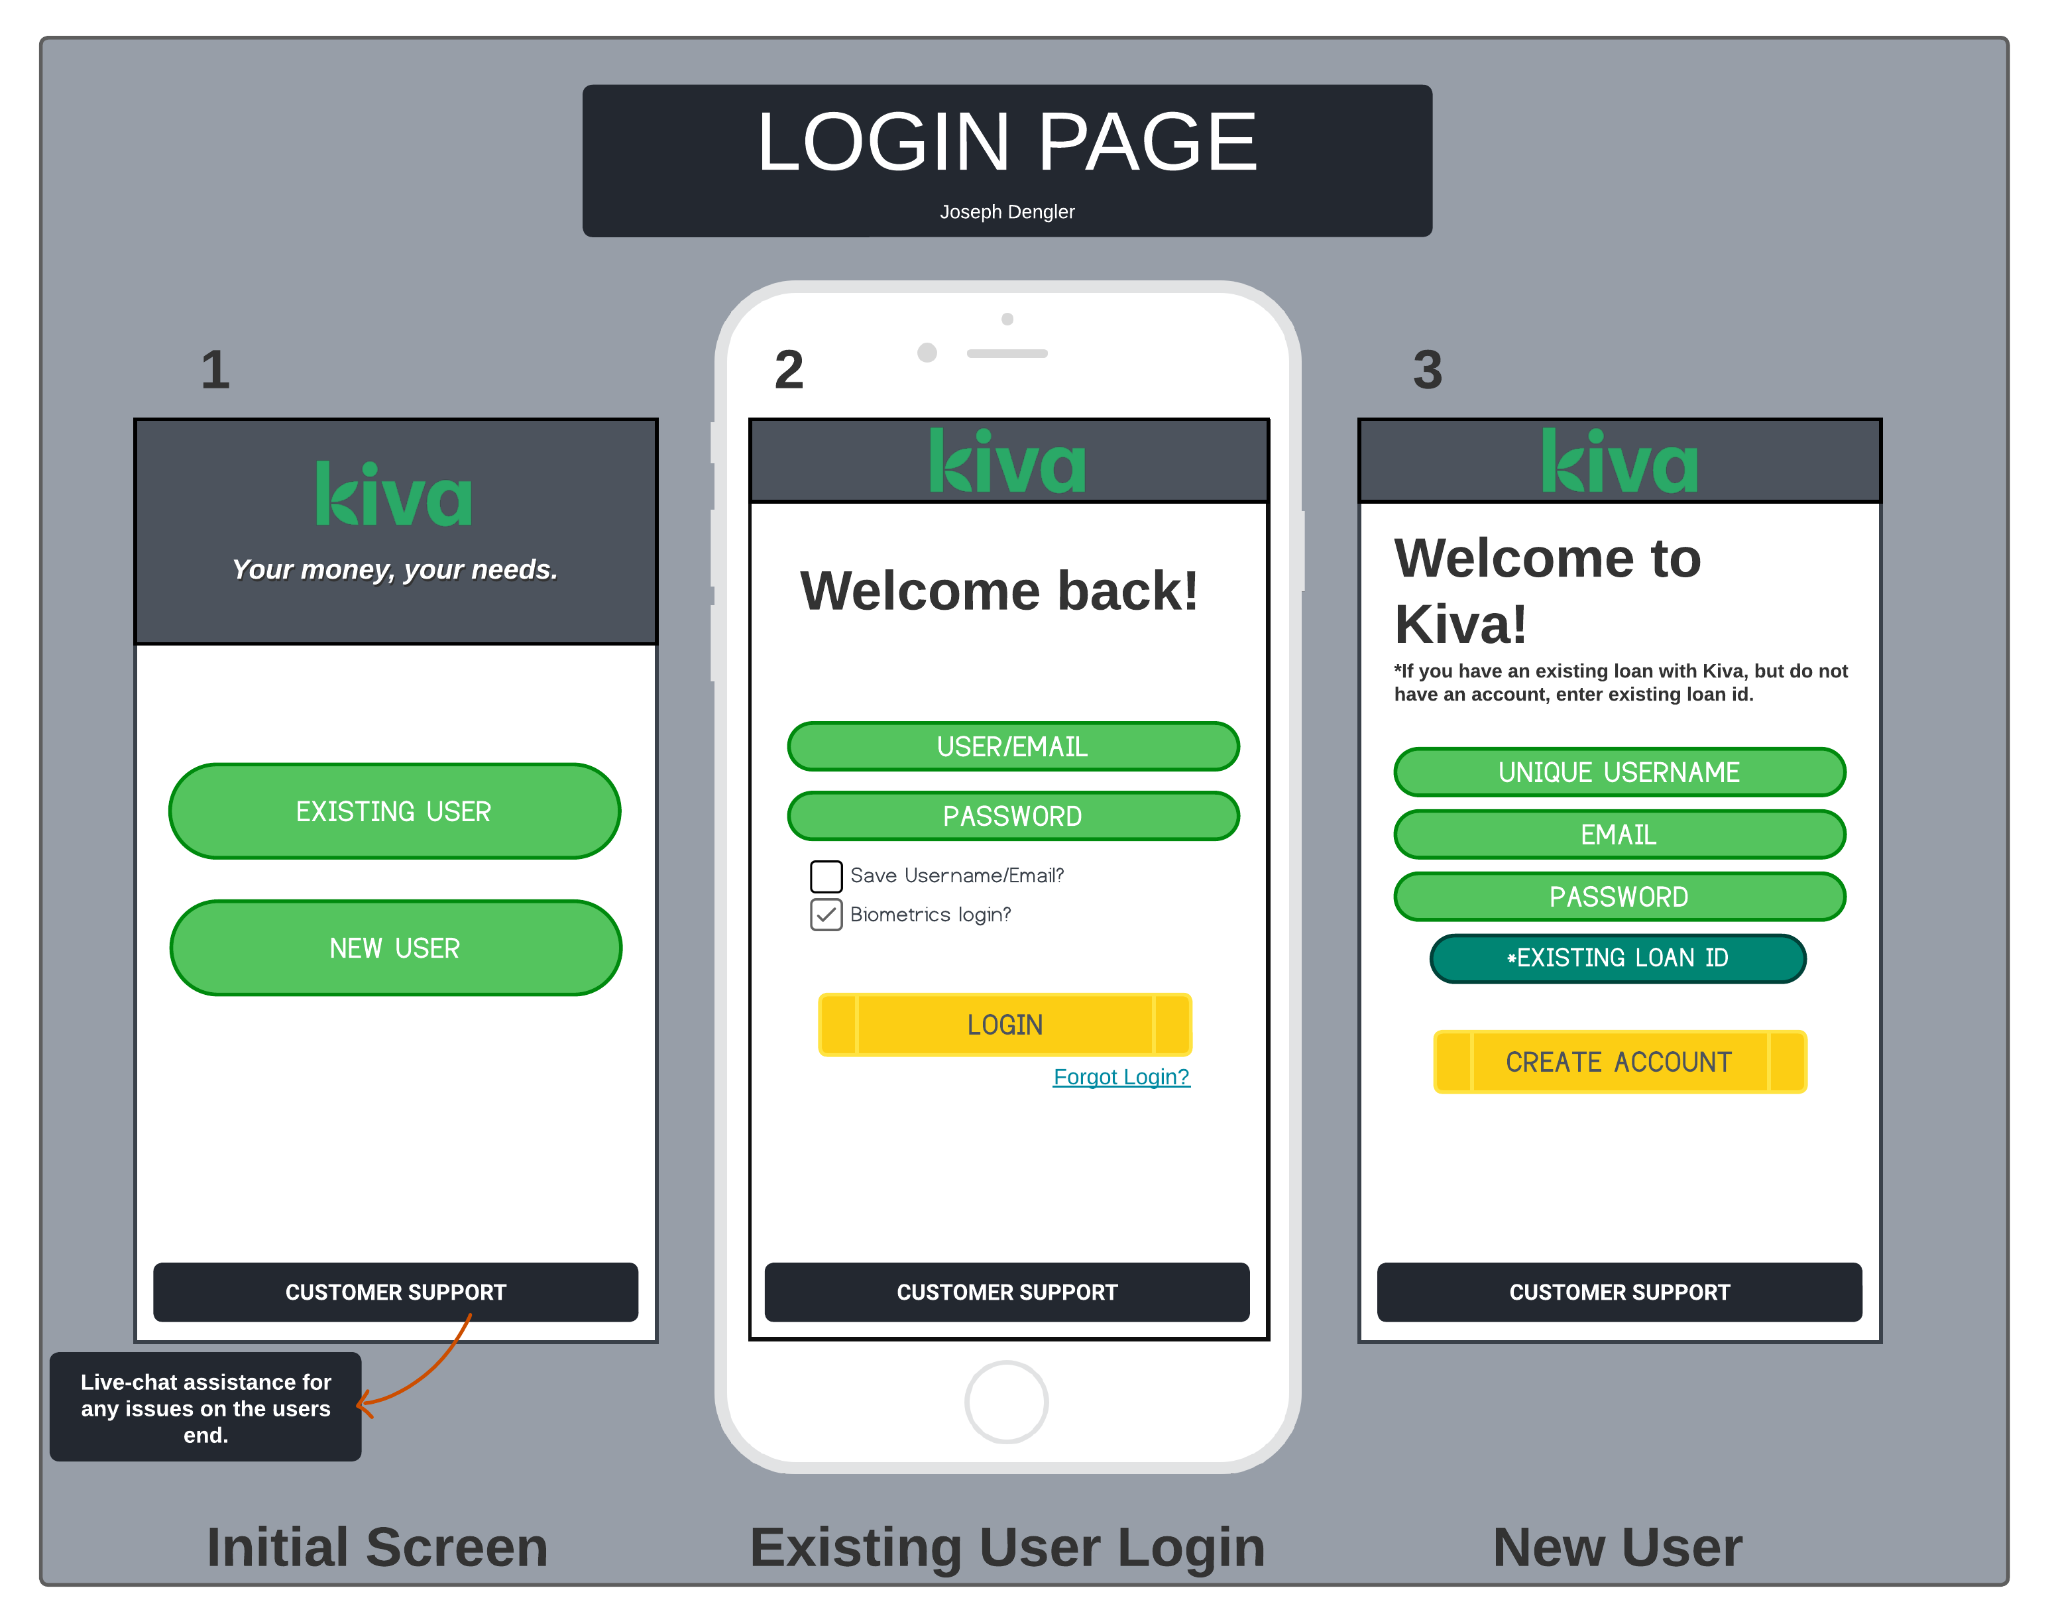 LOGIN PAGE
Joseph Dengler
1
kiva
Your money, your needs.
EXISTING USER
NEW USER
CUSTOMER SUPPORT
Live-chat assistance for
any issues on the users
end.
Initial Screen
2
kiva
Welcome back!
USER/EMAIL
PASSWORD
Save Username/Email?
Biometrics login?
LOGIN
Forgot Login?
CUSTOMER SUPPORT
Existing User Login
3
kiva
Welcome to
Kiva!
*If you have an existing loan with Kiva, but do not
have an account, enter existing loan id.
UNIQUE USERNAME
EMAIL
PASSWORD
*EXISTING LOAN ID
CREATE ACCOUNT
CUSTOMER SUPPORT
New User